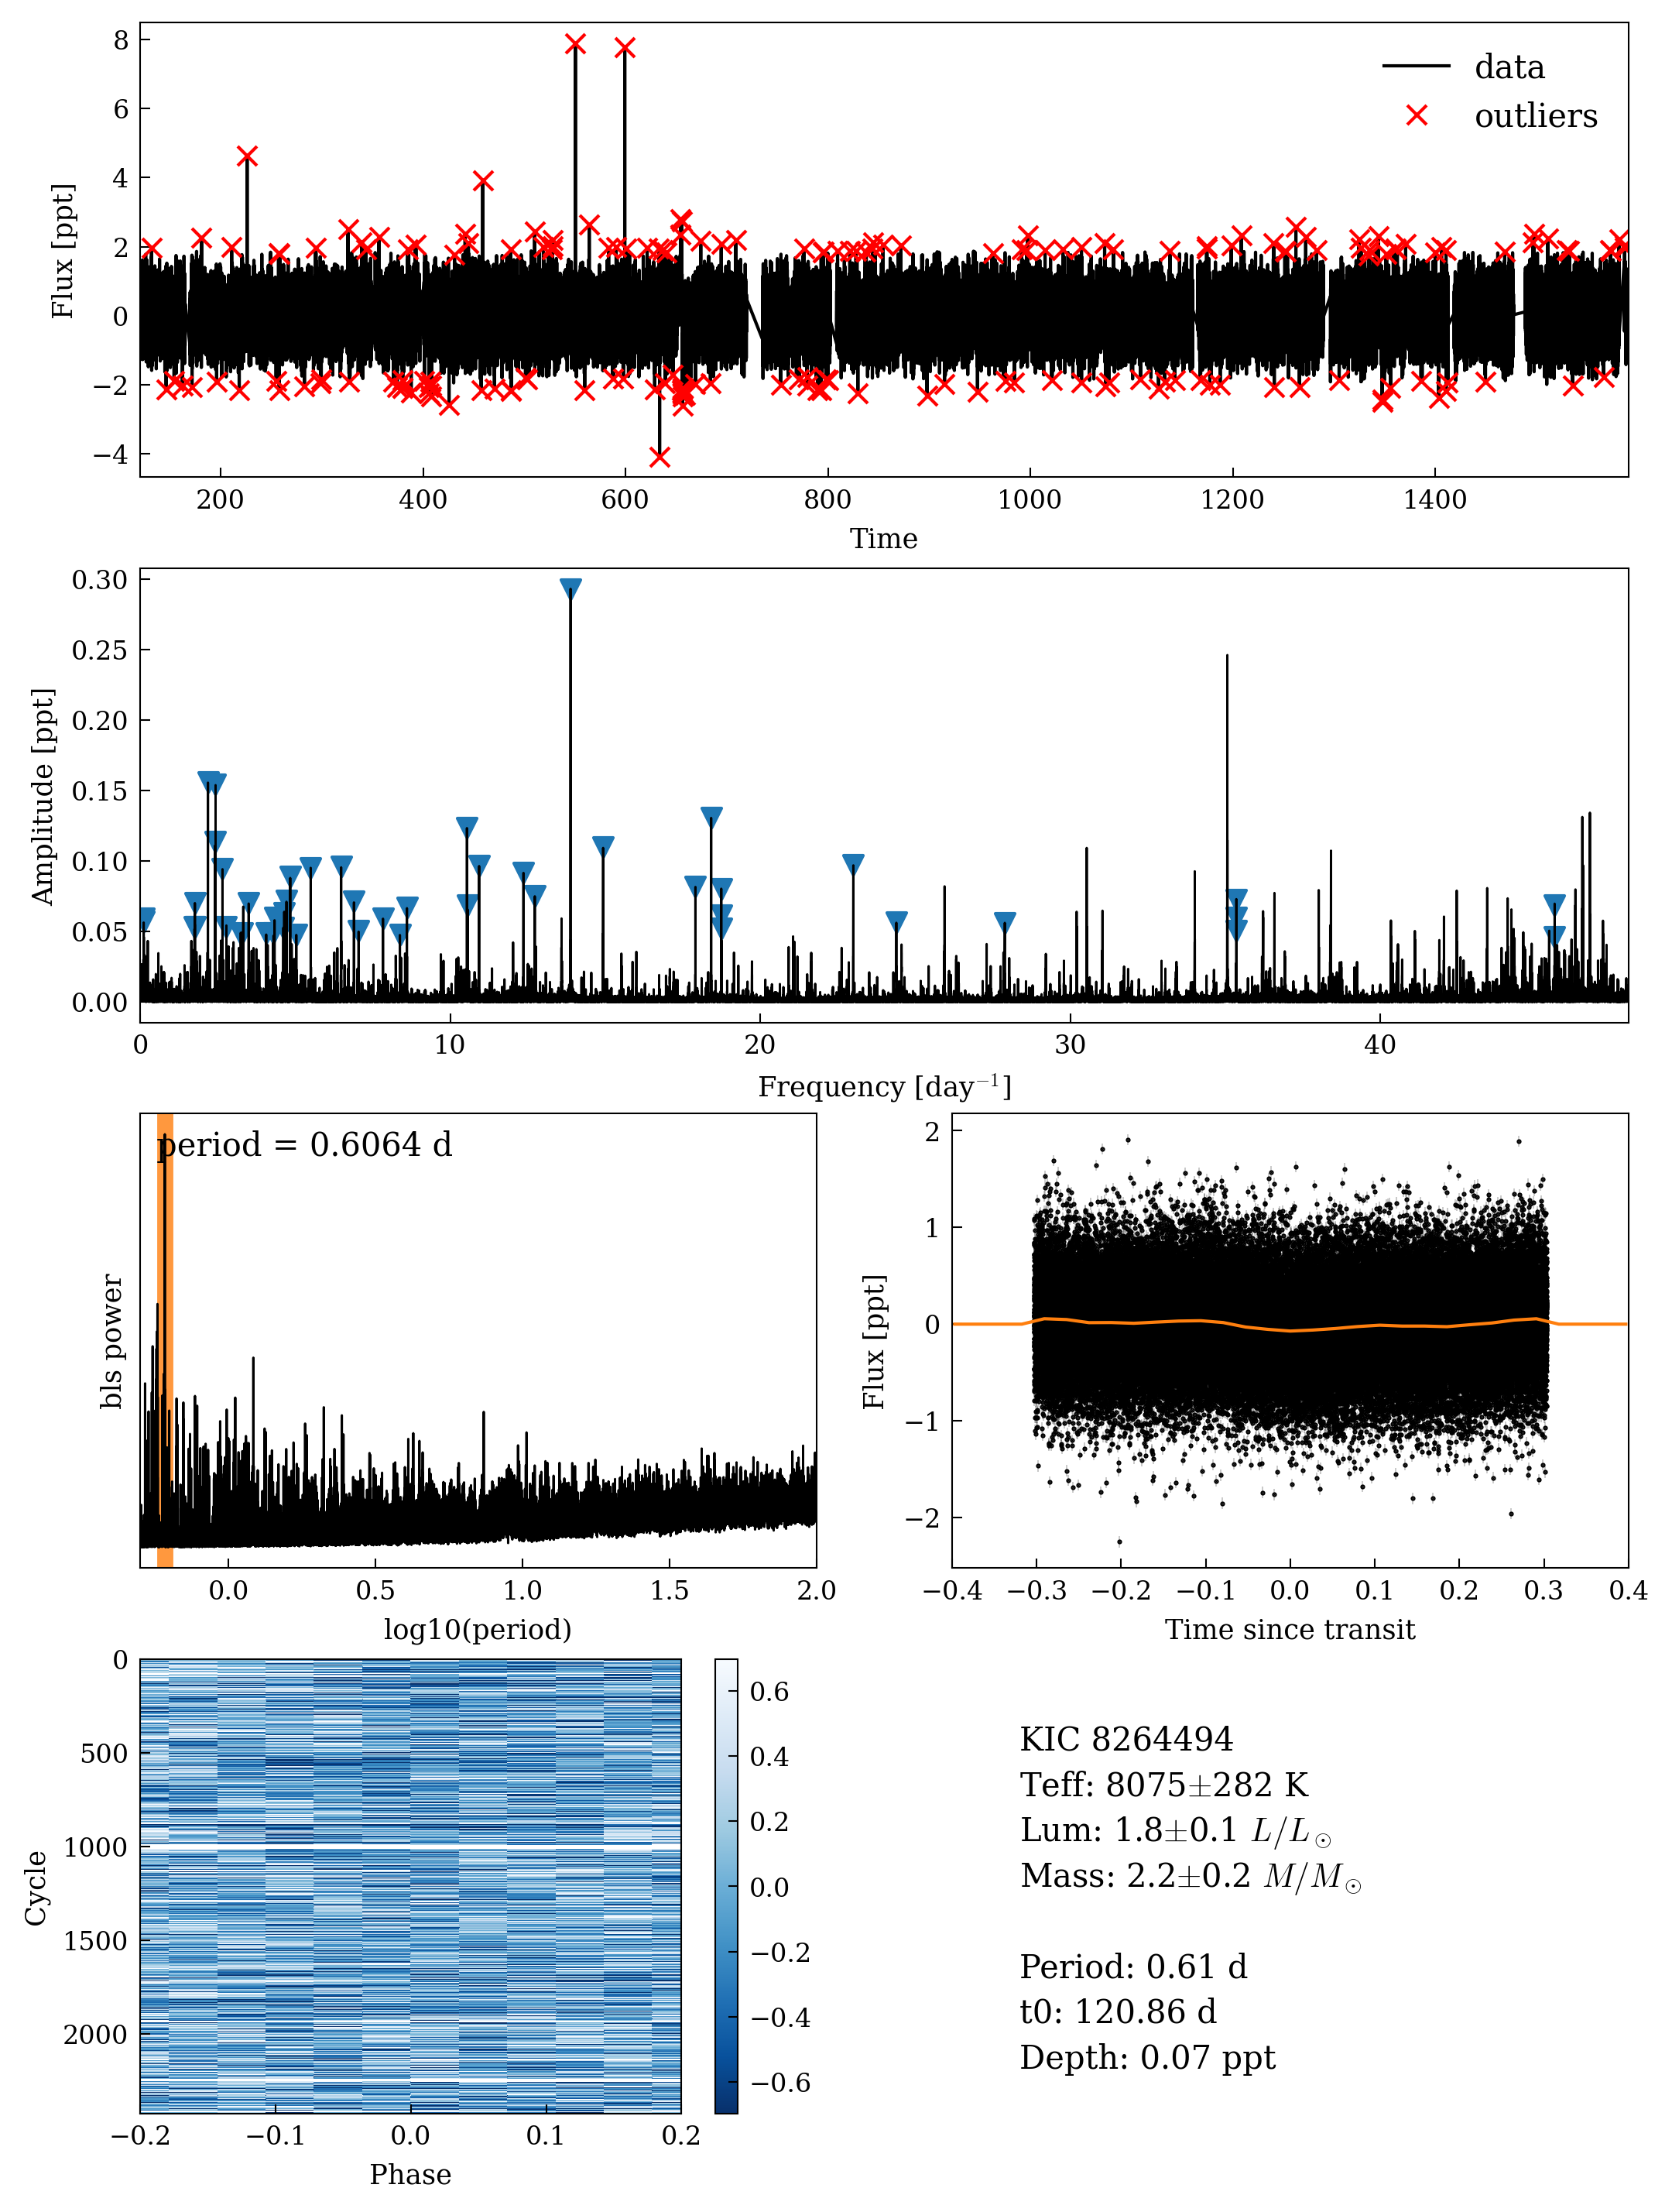 8
6
4
2
0
−2
−4
Flux [ppt]
data
outliers
200 400 600 800 1000 1200 1400
Time
0.30
0.25
0.20
0.15
0.10
0.05
0.00
Amplitude [ppt]
0 10 20 30 40
Frequency [day⁻¹]
period = 0.6064 d
bls power
0.0 0.5 1.0 1.5 2.0
log10(period)
2
1
0
−1
−2
Flux [ppt]
−0.4 −0.3 −0.2 −0.1 0.0 0.1 0.2 0.3 0.4
Time since transit
0
500
1000
1500
2000
Cycle
−0.2 −0.1 0.0 0.1 0.2
Phase
0.6
0.4
0.2
0.0
−0.2
−0.4
−0.6
KIC 8264494
Teff: 8075±282 K
Lum: 1.8±0.1 L/L⊙
Mass: 2.2±0.2 M/M⊙
Period: 0.61 d
t0: 120.86 d
Depth: 0.07 ppt